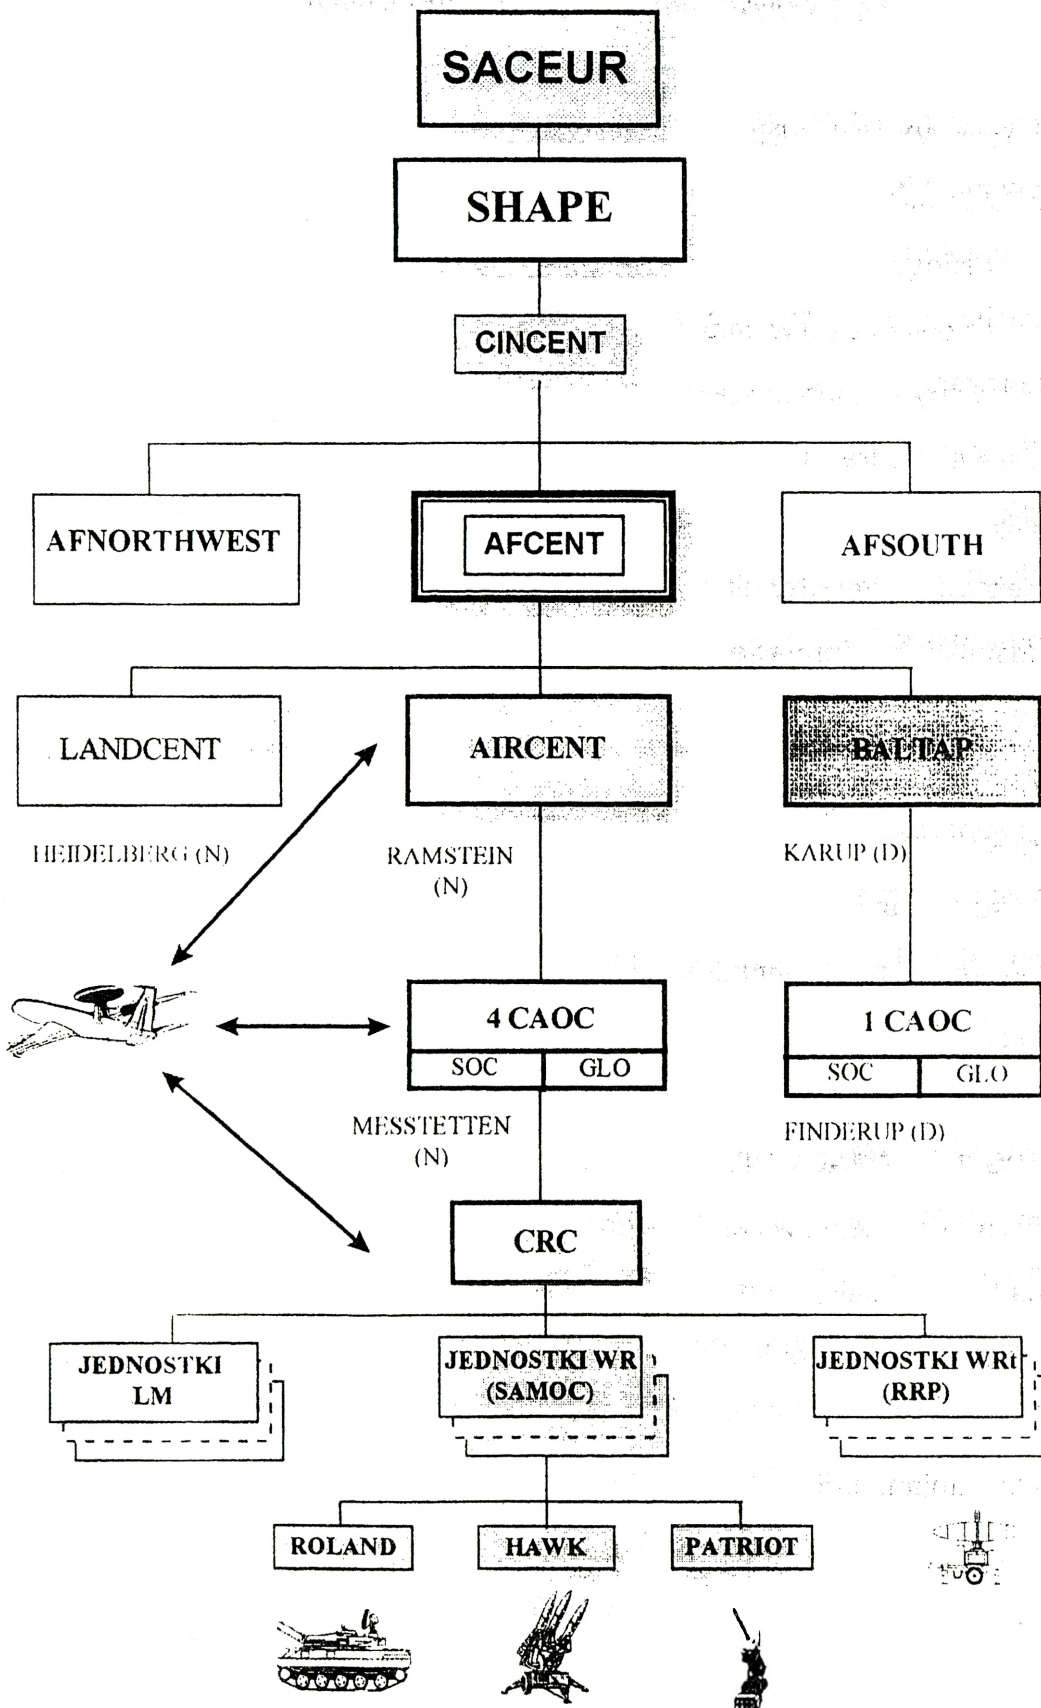 SACEUR
SHAPE
CINCENT
AFNORTHWEST
AFCENT
AFSOUTH
LANDCENT
AIRCENT
BALTAP
HEIDELBERG (N)
RAMSTEIN
(N)
KARUP (D)
4 CAOC
SOC
GLO
1 CAOC
SOC
GLO
MESSTETTEN
(N)
FINDERUP (D)
CRC
JEDNOSTKI
LM
JEDNOSTKI WR
(SAMOC)
JEDNOSTKI WRt
(RRP)
ROLAND
HAWK
PATRIOT